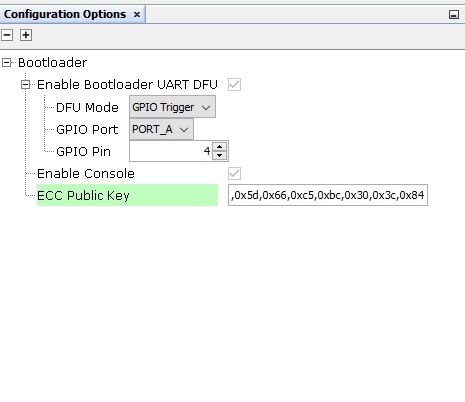 Configuration Options
Bootloader
Enable Bootloader UART DFU
DFU Mode GPIO Trigger
GPIO Port PORT_A
GPIO Pin 4
Enable Console
ECC Public Key ,0x5d,0x66,0xc5,0xbc,0x30,0x3c,0x84